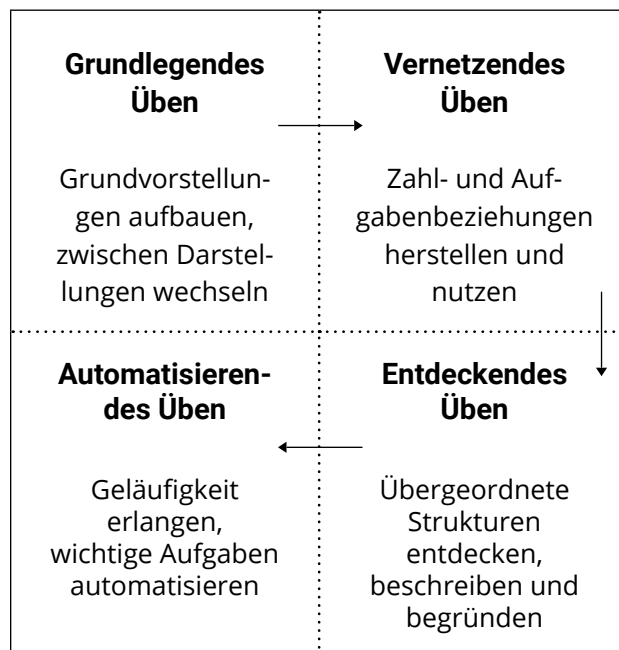 Grundlegendes
Üben
Grundvorstellun-
gen aufbauen,
zwischen Darstel-
lungen wechseln
Vernetzendes
Üben
Zahl- und Auf-
gabenbeziehungen
herstellen und
nutzen
Automatisieren-
des Üben
Geläufigkeit
erlangen,
wichtige Aufgaben
automatisieren
Entdeckendes
Üben
Übergeordnete
Strukturen
entdecken,
beschreiben und
begründen